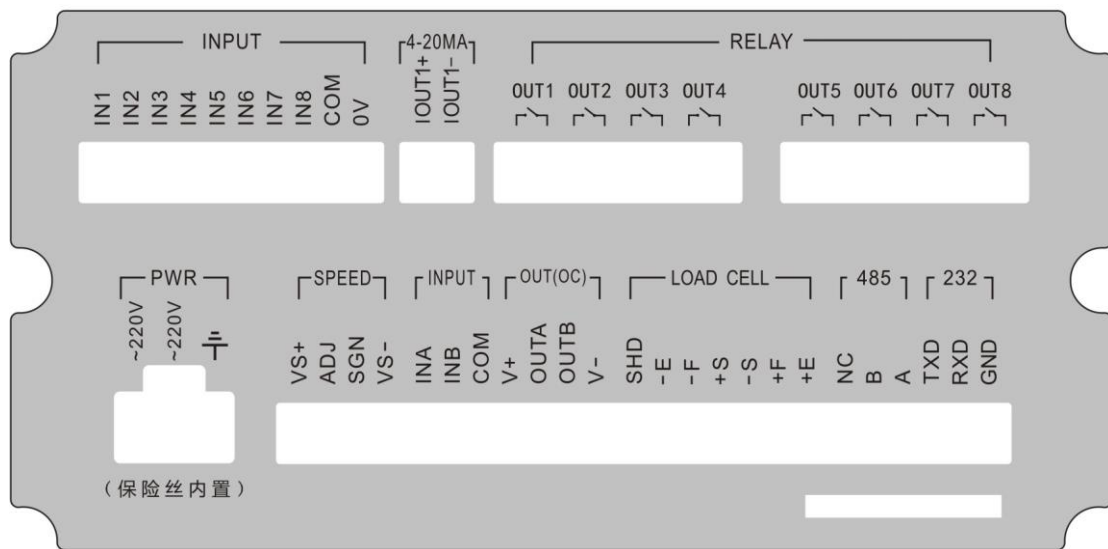 INPUT 4-20MA RELAY
IN1 IN2 IN3 IN4 IN5 IN6 IN7 IN8 COM 0V IOUT1+ IOUT1- OUT1 OUT2 OUT3 OUT4 OUT5 OUT6 OUT7 OUT8
PWR SPEED INPUT OUT(OC) LOAD CELL 485 232
~220V ~220V VS+ ADJ SGN VS- INA INB COM V+ OUTA OUTB V- SHD -E -F +S -S +F +E NC B A TXD RXD GND
(保险丝内置)